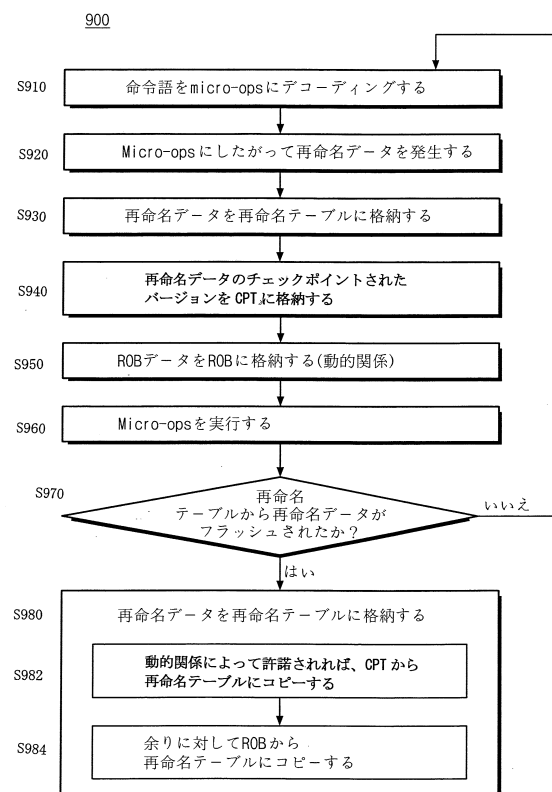 900
S910
命令語をmicro-opsにデコーディングする
S920
Micro-opsにしたがって再命名データを発生する
S930
再命名データを再命名テーブルに格納する
S940
再命名データのチェックポイントされた
バージョンをCPTに格納する
S950
ROBデータをROBに格納する(動的関係)
S960
Micro-opsを実行する
S970
再命名
テーブルから再命名データが
フラッシュされたか？
いいえ
はい
S980
再命名データを再命名テーブルに格納する
S982
動的関係によって許諾されれば、CPTから
再命名テーブルにコピーする
S984
余りに対してROBから
再命名テーブルにコピーする